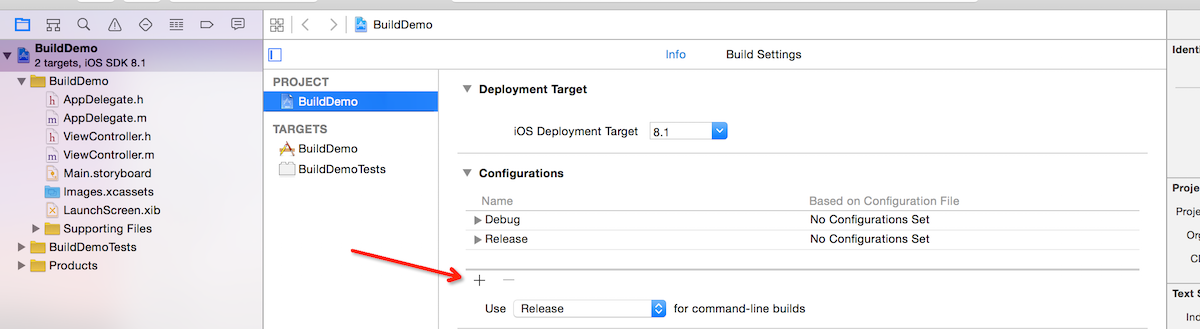 BuildDemo
BuildDemo
2 targets, iOS SDK 8.1
BuildDemo
h AppDelegate.h
m AppDelegate.m
h ViewController.h
m ViewController.m
Main.storyboard
Images.xcassets
LaunchScreen.xib
Supporting Files
BuildDemoTests
Products
Info Build Settings
PROJECT
BuildDemo
TARGETS
BuildDemo
BuildDemoTests
Deployment Target
iOS Deployment Target 8.1
Configurations
Name Based on Configuration File
Debug No Configurations Set
Release No Configurations Set
+ —
Use Release for command-line builds
Identi
Proje
Proje
Org
Cl
Text S
Inc